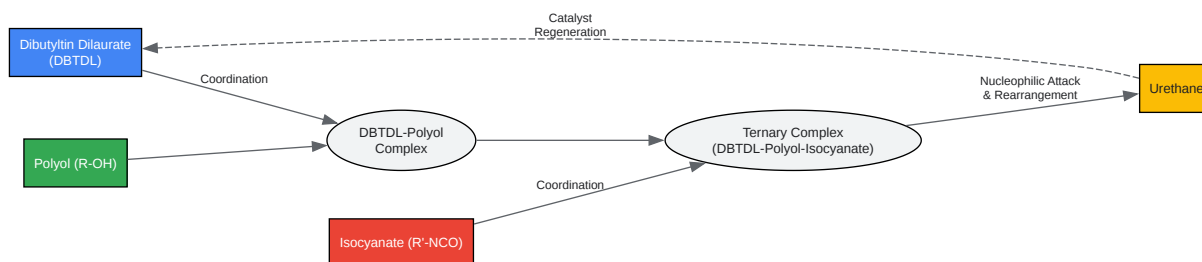 Catalyst
Regeneration
Dibutyltin Dilaurate
(DBTDL)
Coordination
Nucleophilic Attack
& Rearrangement
Urethane
DBTDL-Polyol
Complex
Ternary Complex
(DBTDL-Polyol-Isocyanate)
Polyol (R-OH)
Coordination
Isocyanate (R'-NCO)